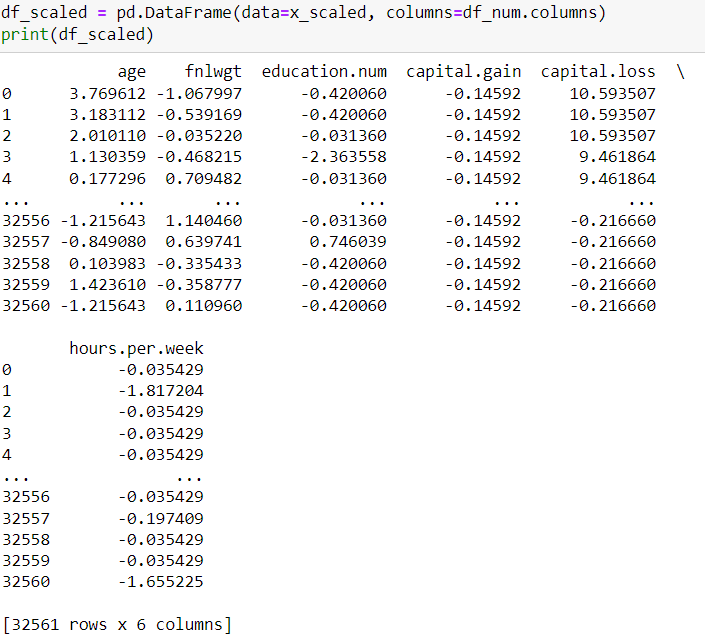 df_scaled = pd.DataFrame(data=x_scaled, columns=df_num.columns)
print(df_scaled)
age fnlwgt education.num capital.gain capital.loss \
0 3.769612 -1.067997 -0.420060 -0.14592 10.593507
1 3.183112 -0.539169 -0.420060 -0.14592 10.593507
2 2.010110 -0.035220 -0.031360 -0.14592 10.593507
3 1.130359 -0.468215 -2.363558 -0.14592 9.461864
4 0.177296 0.709482 -0.031360 -0.14592 9.461864
... ... ... ... ... ...
32556 -1.215643 1.140460 -0.031360 -0.14592 -0.216660
32557 -0.849080 0.639741 0.746039 -0.14592 -0.216660
32558 0.103983 -0.335433 -0.420060 -0.14592 -0.216660
32559 1.423610 -0.358777 -0.420060 -0.14592 -0.216660
32560 -1.215643 0.110960 -0.420060 -0.14592 -0.216660
hours.per.week
0 -0.035429
1 -1.817204
2 -0.035429
3 -0.035429
4 -0.035429
... ...
32556 -0.035429
32557 -0.197409
32558 -0.035429
32559 -0.035429
32560 -1.655225
[32561 rows x 6 columns]